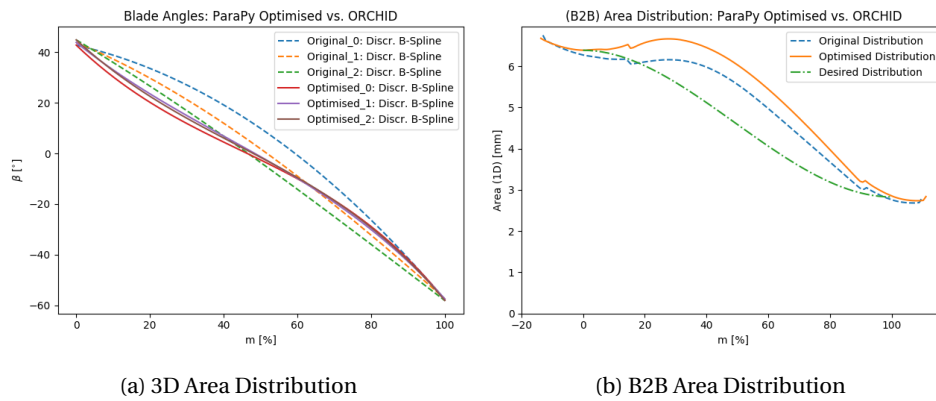 Blade Angles: ParaPy Optimised vs. ORCHID
40
20
0
−20
−40
−60
β [°]
0
20
40
60
80
100
m [%]
Original_0: Discr. B-Spline
Original_1: Discr. B-Spline
Original_2: Discr. B-Spline
Optimised_0: Discr. B-Spline
Optimised_1: Discr. B-Spline
Optimised_2: Discr. B-Spline
(a) 3D Area Distribution
(B2B) Area Distribution: ParaPy Optimised vs. ORCHID
6
5
4
3
2
1
0
Area (1D) [mm]
−20
0
20
40
60
80
100
m [%]
Original Distribution
Optimised Distribution
Desired Distribution
(b) B2B Area Distribution